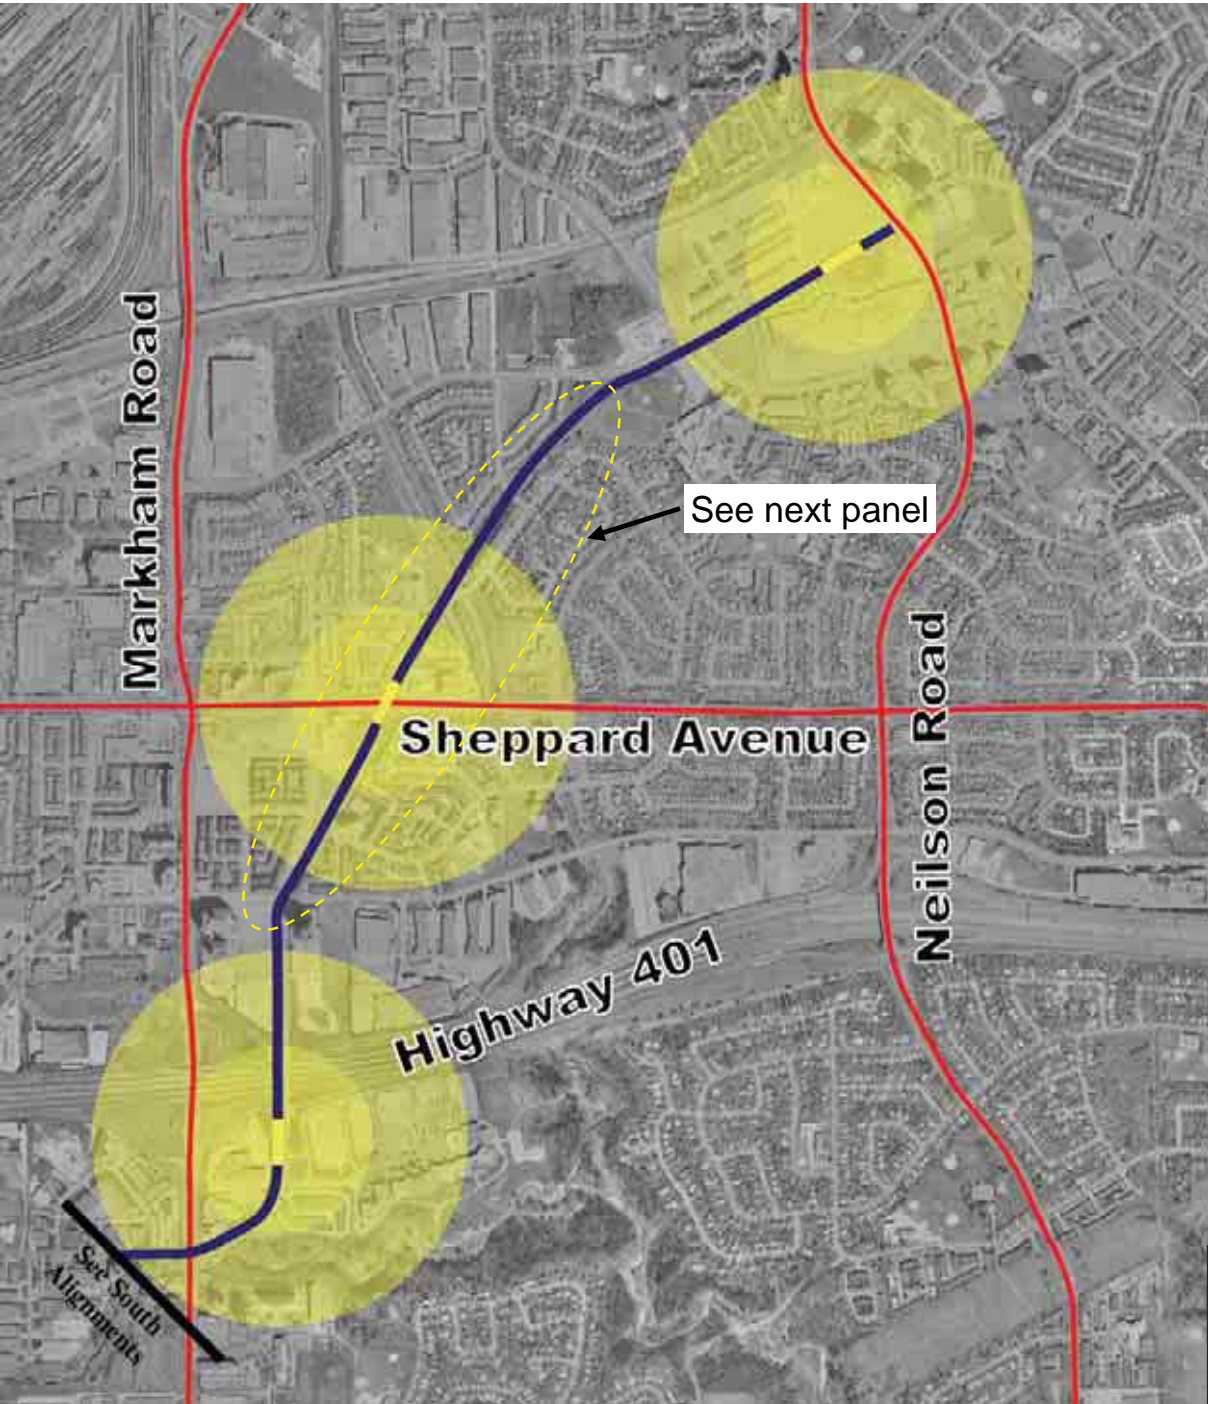 Markham Road
See next panel
Sheppard Avenue
Neilson Road
Highway 401
See South
Alignments